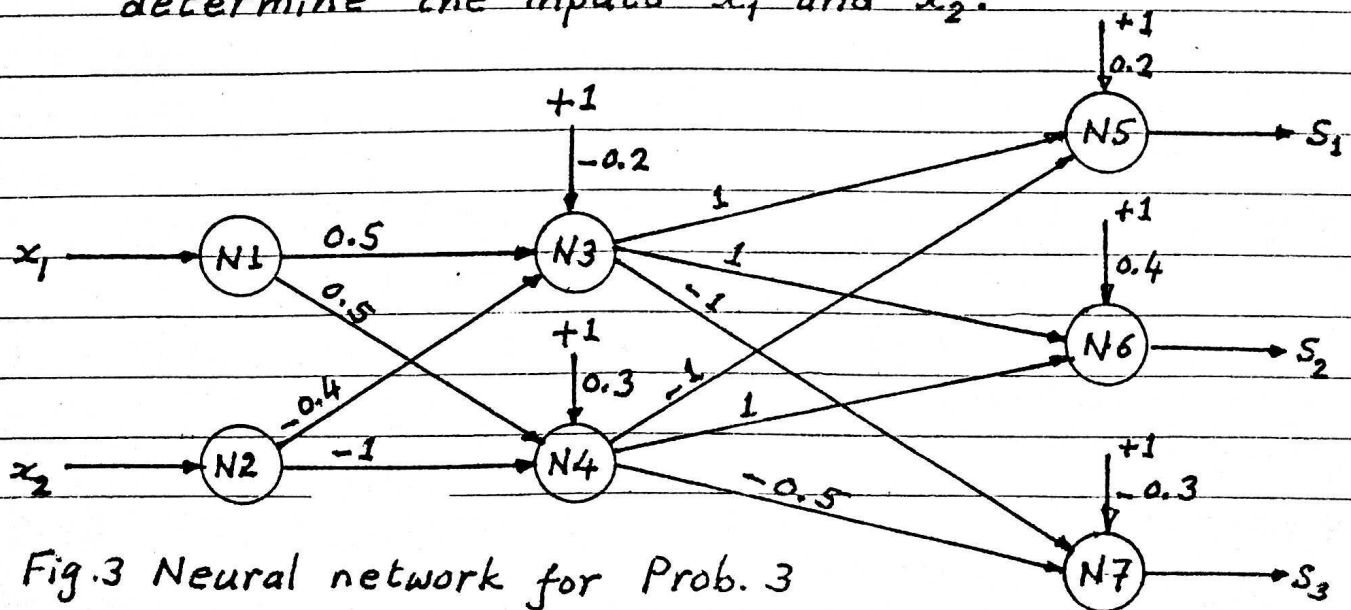 determine the inputs x₁ and x₂.
+1
0.2
N5
S₁
+1
-0.2
1
x₁
N1
0.5
N3
1
+1
0.4
0.5
-1
N6
S₂
+1
0.3
-0.4
-1
1
x₂
N2
-1
N4
-0.5
+1
-0.3
N7
S₃
Fig.3 Neural network for Prob. 3